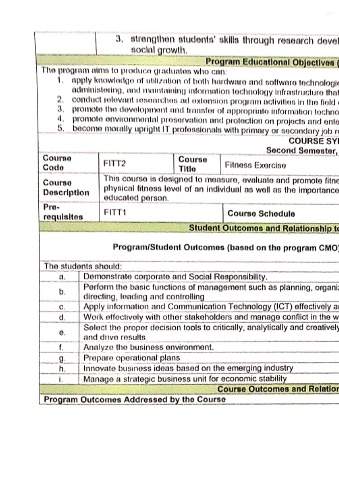 3. strengthen students' skills through research devel
social growth.
Program Educational Objectives (
The program aims to produce graduates who can:
1. apply knowledge of utilization of both hardware and software technologi
administering, and maintaining information technology infrastructure that
2. conduct relevant researches ad extension program activities in the field
3. promote the development and transfer of appropriate information techno
4. promote environmental preservation and protection on projects and ente
5. become morally upright IT professionals with primary or secondary job r
COURSE SY
Second Semester,
Course Code
FITT2
Course Title
Fitness Exercise
Course Description
This course is designed to measure, evaluate and promote fitne
physical fitness level of an individual as well as the importance
educated person.
Pre-requisites
FITT1
Course Schedule
Student Outcomes and Relationship to
Program/Student Outcomes (based on the program CMO
The students should:
a. Demonstrate corporate and Social Responsibility.
b. Perform the basic functions of management such as planning, organi
directing, leading and controlling
c. Apply information and Communication Technology (ICT) effectively a
d. Work effectively with other stakeholders and manage conflict in the w
e. Select the proper decision tools to critically, analytically and creatively
and drive results
f. Analyze the business environment.
g. Prepare operational plans
h. Innovate business ideas based on the emerging industry
i. Manage a strategic business unit for economic stability
Course Outcomes and Relation
Program Outcomes Addressed by the Course